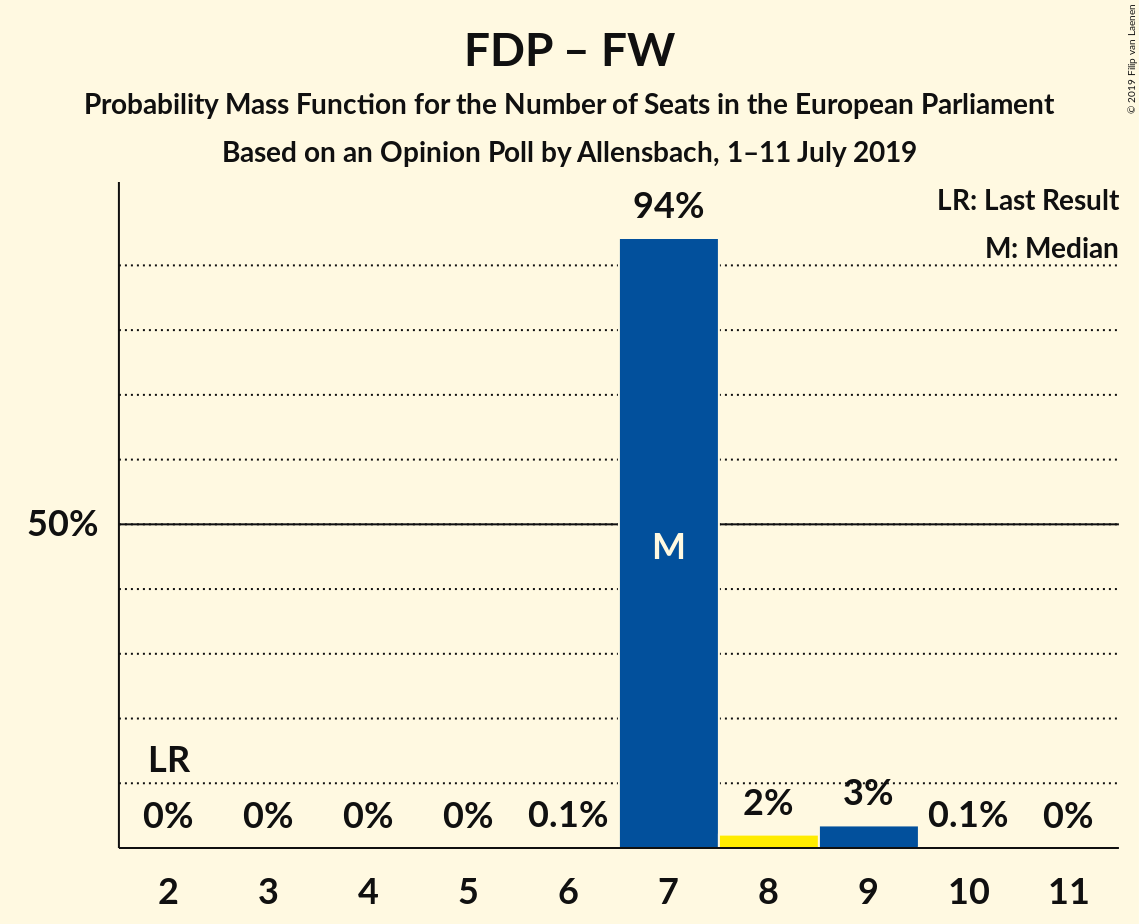 FDP – FW
Probability Mass Function for the Number of Seats in the European Parliament
Based on an Opinion Poll by Allensbach, 1–11 July 2019
© 2019 Filip van Laenen
LR: Last Result
M: Median
94%
50%
M
LR
0% 0% 0% 0% 0.1% 2% 3% 0.1% 0%
2 3 4 5 6 7 8 9 10 11